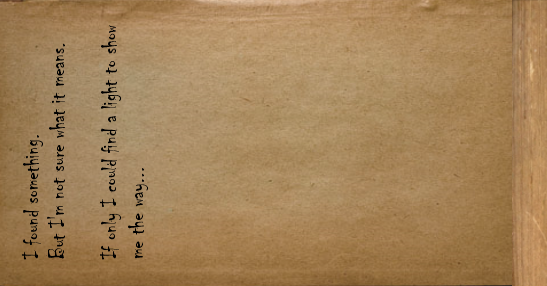 I found something.
But I'm not sure what it means.
If only I could find a light to show
me the way...